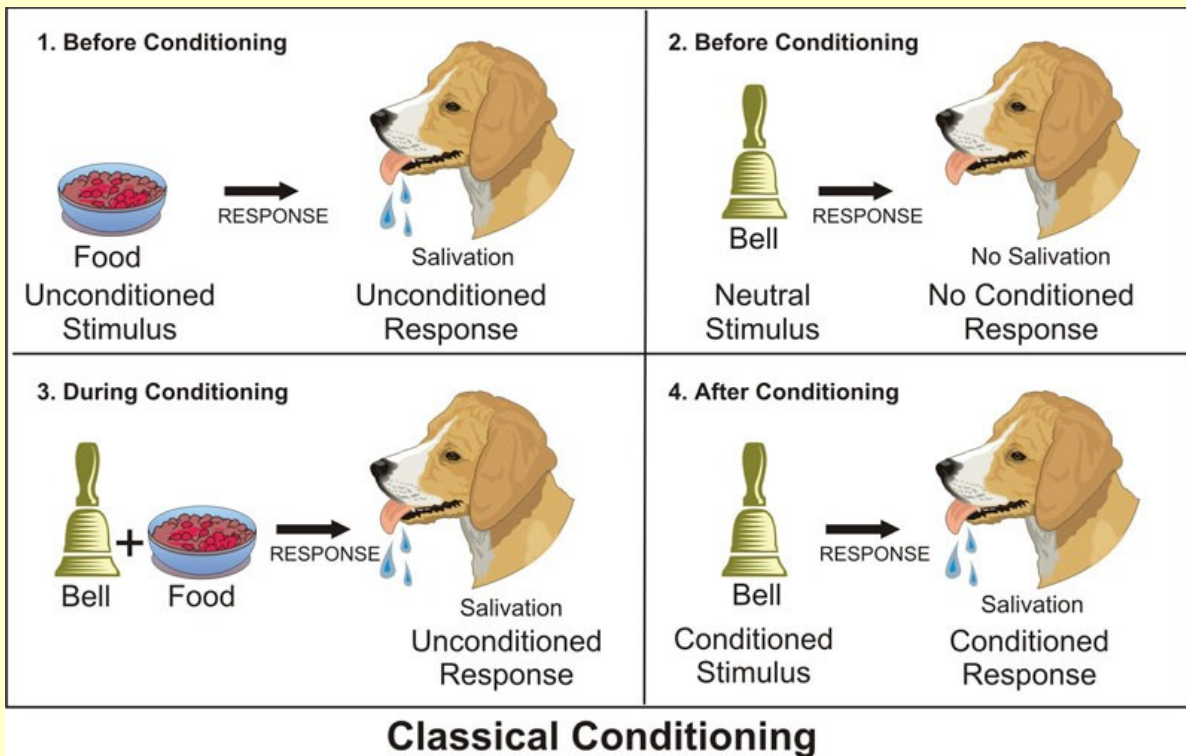 1. Before Conditioning
RESPONSE
Food
Salivation
Unconditioned
Stimulus
Unconditioned
Response
2. Before Conditioning
RESPONSE
Bell
No Salivation
Neutral
Stimulus
No Conditioned
Response
3. During Conditioning
+
RESPONSE
Bell
Food
Salivation
Unconditioned
Response
4. After Conditioning
RESPONSE
Bell
Salivation
Conditioned
Stimulus
Conditioned
Response
Classical Conditioning